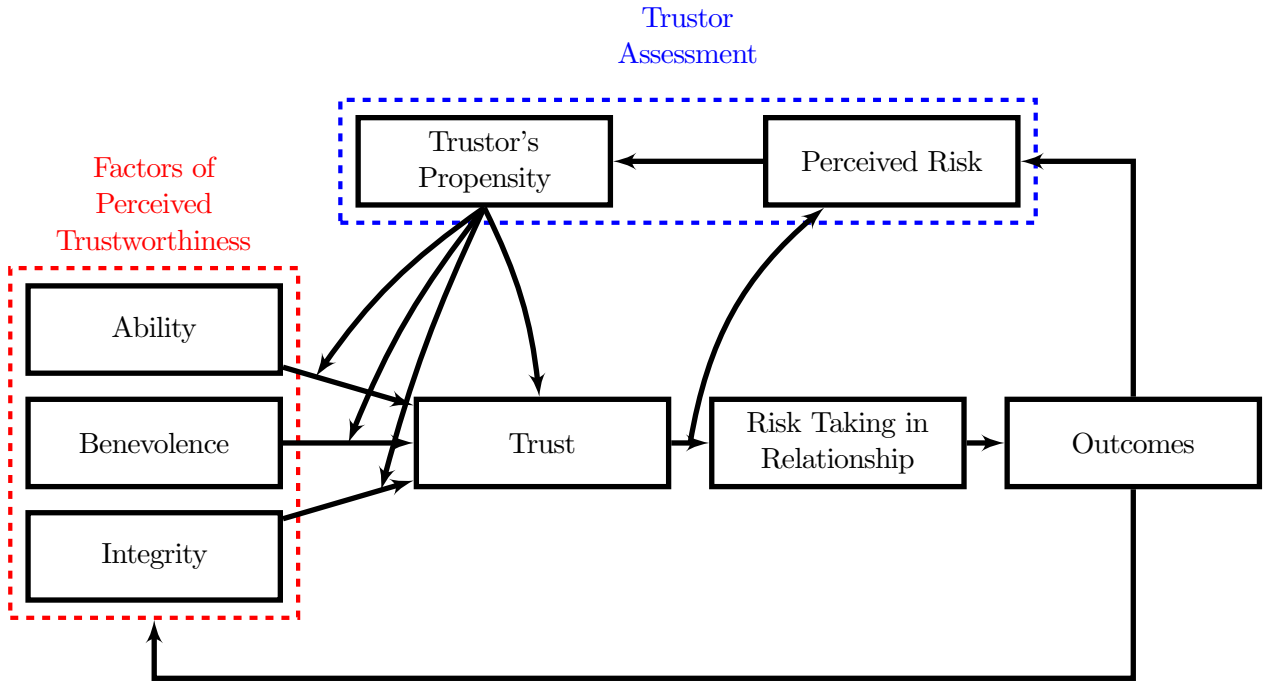 Trustor
Assessment
Trustor's
Propensity
Perceived Risk
Factors of
Perceived
Trustworthiness
Ability
Benevolence
Integrity
Trust
Risk Taking in
Relationship
Outcomes